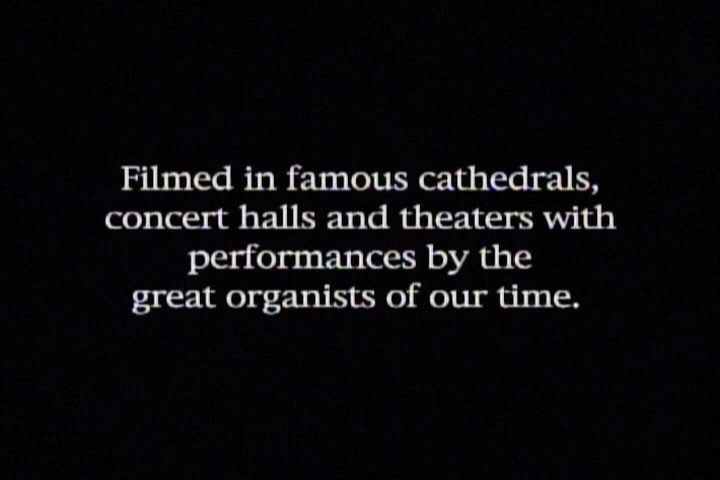 Filmed in famous cathedrals,
concert halls and theaters with
performances by the
great organists of our time.